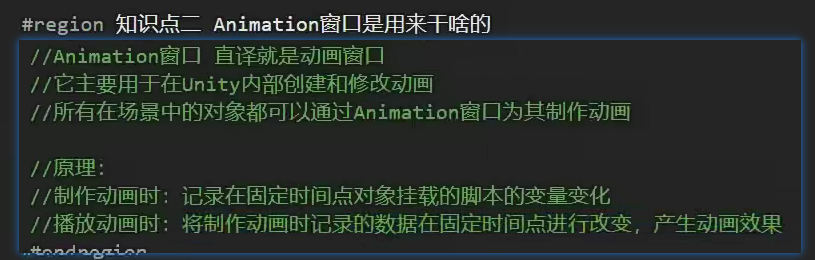 #region 知识点二 Animation窗口是用来干啥的
//Animation窗口 直译就是动画窗口
//它主要用于在Unity内部创建和修改动画
//所有在场景中的对象都可以通过Animation窗口为其制作动画
//原理：
//制作动画时：记录在固定时间点对象挂载的脚本的变量变化
//播放动画时：将制作动画时记录的数据在固定时间点进行改变，产生动画效果
#endregion